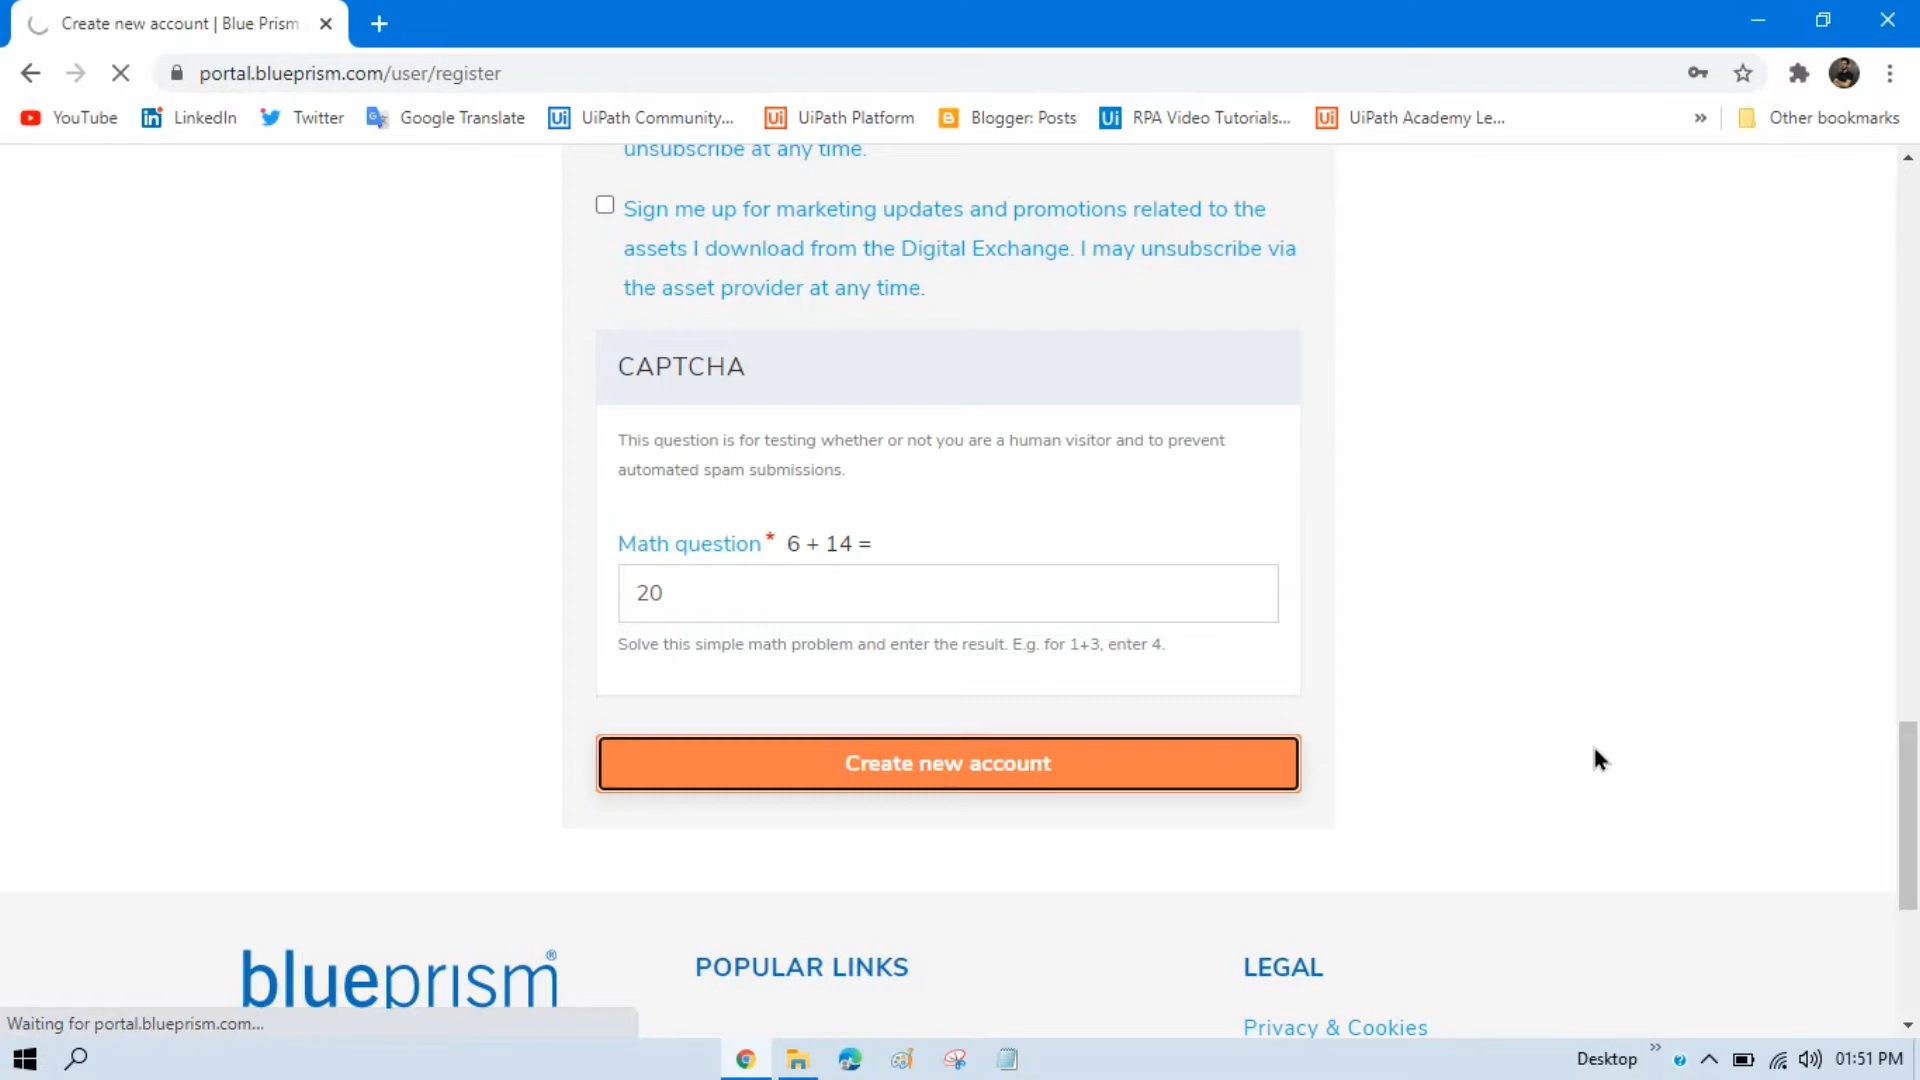 Create new account | Blue Prism
portal.blueprism.com/user/register
YouTube LinkedIn Twitter Google Translate UiPath Community... UiPath Platform Blogger: Posts RPA Video Tutorials... UiPath Academy Le... » Other bookmarks
unsubscribe at any time.
Sign me up for marketing updates and promotions related to the
assets I download from the Digital Exchange. I may unsubscribe via
the asset provider at any time.
CAPTCHA
This question is for testing whether or not you are a human visitor and to prevent
automated spam submissions.
Math question * 6 + 14 =
20
Solve this simple math problem and enter the result. E.g. for 1+3, enter 4.
Create new account
blueprism®
POPULAR LINKS
LEGAL
Privacy & Cookies
Waiting for portal.blueprism.com...
Desktop » 01:51 PM